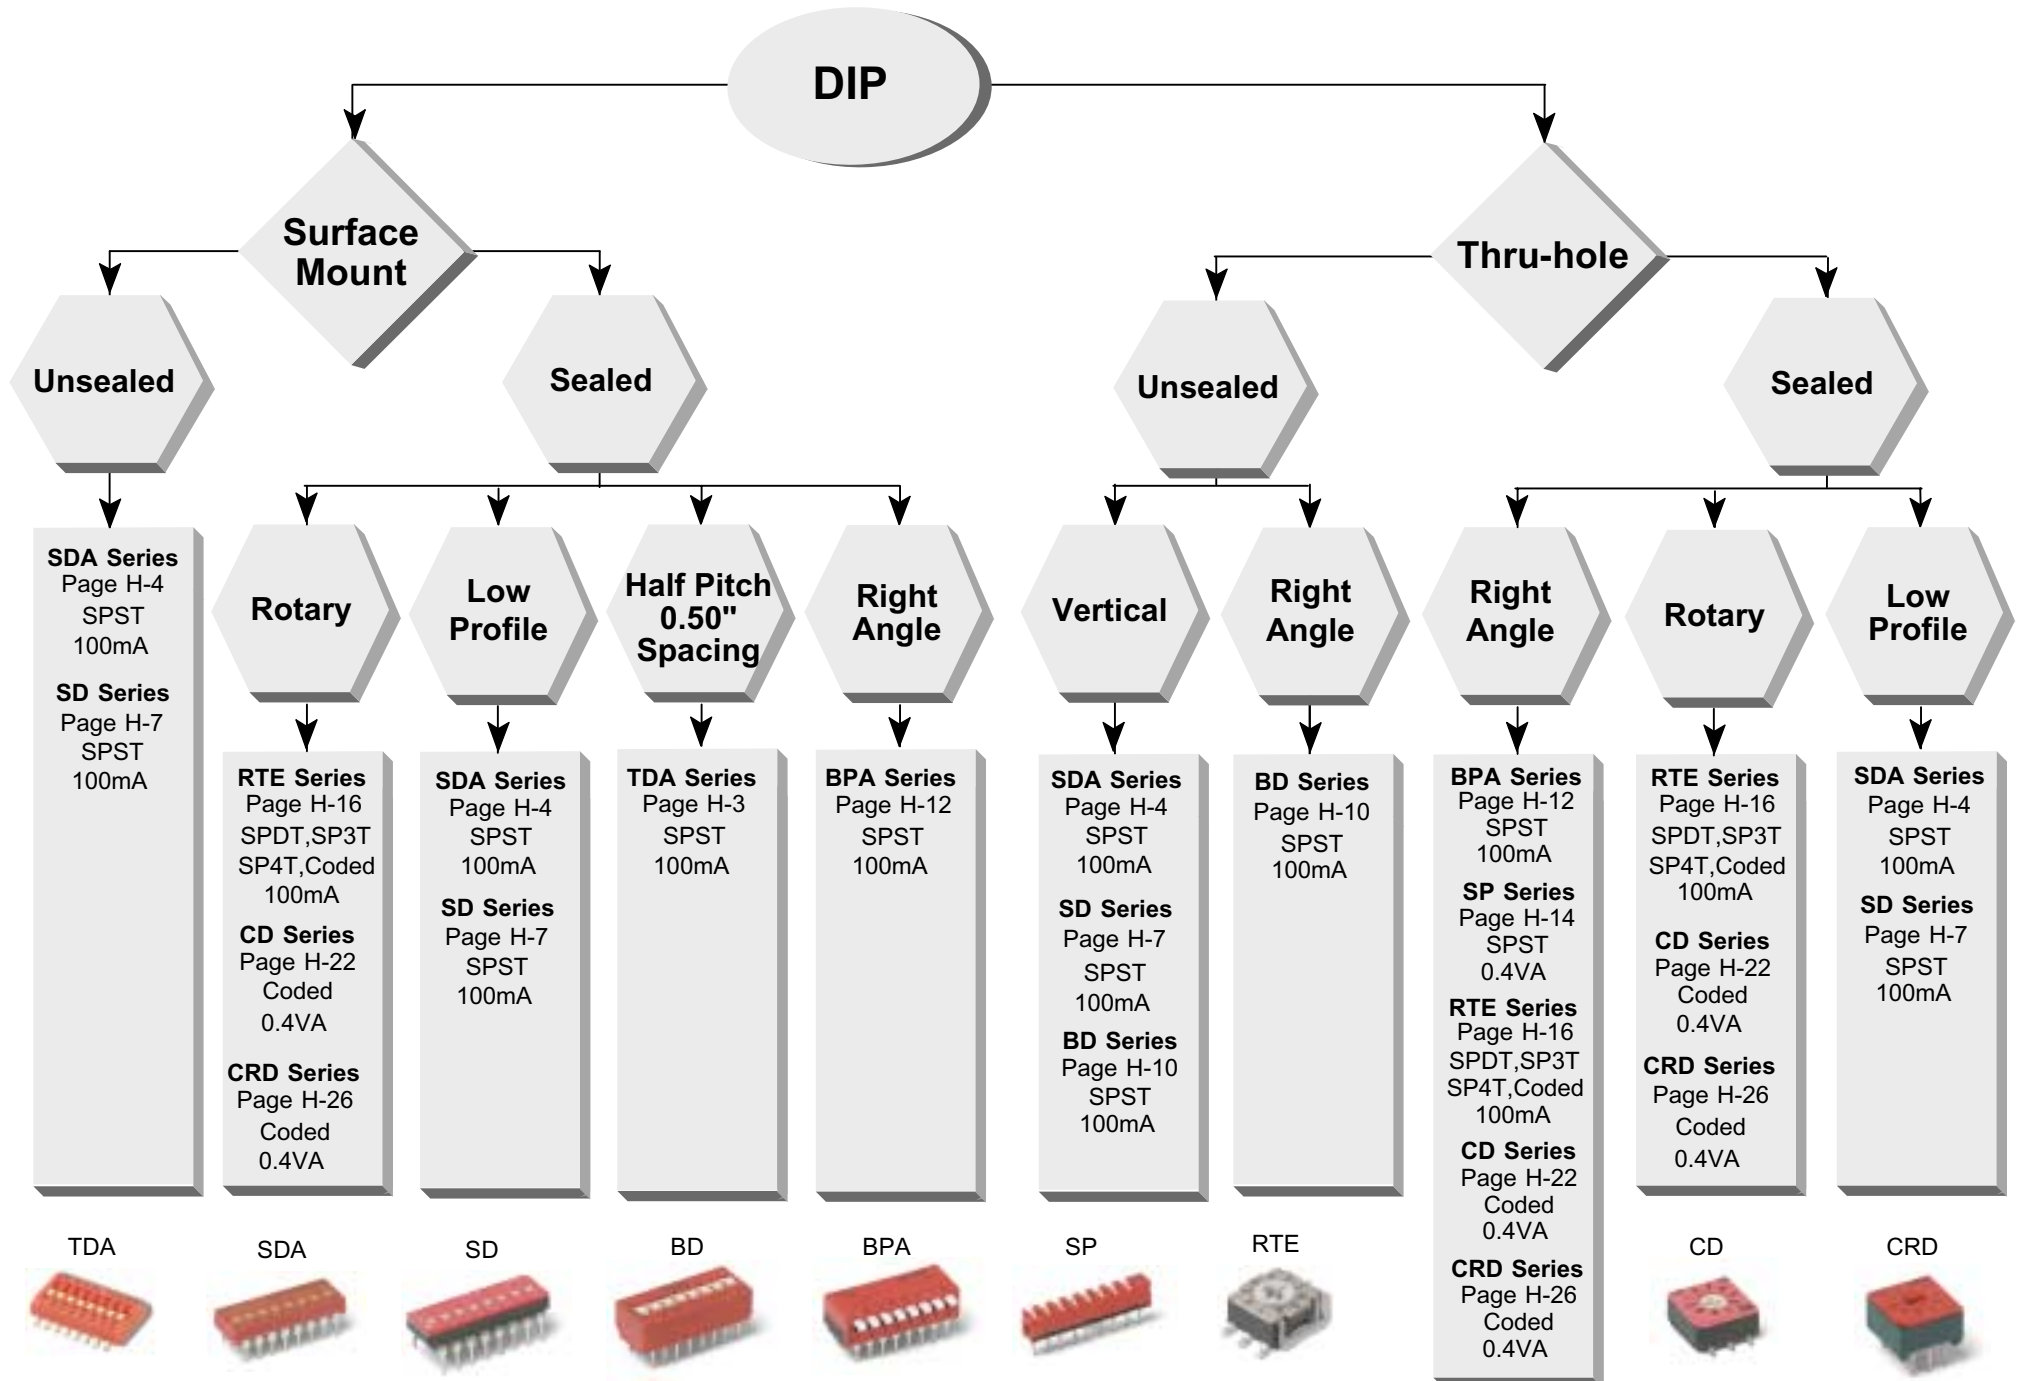 DIP
Surface
Mount
Thru-hole
Unsealed
Sealed
Unsealed
Sealed
Rotary
Low
Profile
Half Pitch
0.50"
Spacing
Right
Angle
Vertical
Right
Angle
Right
Angle
Rotary
Low
Profile
SDA Series
Page H-4
SPST
100mA
SD Series
Page H-7
SPST
100mA
RTE Series
Page H-16
SPDT,SP3T
SP4T,Coded
100mA
CD Series
Page H-22
Coded
0.4VA
CRD Series
Page H-26
Coded
0.4VA
SDA Series
Page H-4
SPST
100mA
SD Series
Page H-7
SPST
100mA
TDA Series
Page H-3
SPST
100mA
BPA Series
Page H-12
SPST
100mA
SDA Series
Page H-4
SPST
100mA
SD Series
Page H-7
SPST
100mA
BD Series
Page H-10
SPST
100mA
BD Series
Page H-10
SPST
100mA
BPA Series
Page H-12
SPST
100mA
SP Series
Page H-14
SPST
0.4VA
RTE Series
Page H-16
SPDT,SP3T
SP4T,Coded
100mA
CD Series
Page H-22
Coded
0.4VA
CRD Series
Page H-26
Coded
0.4VA
RTE Series
Page H-16
SPDT,SP3T
SP4T,Coded
100mA
CD Series
Page H-22
Coded
0.4VA
CRD Series
Page H-26
Coded
0.4VA
SDA Series
Page H-4
SPST
100mA
SD Series
Page H-7
SPST
100mA
TDA
SDA
SD
BD
BPA
SP
RTE
CD
CRD